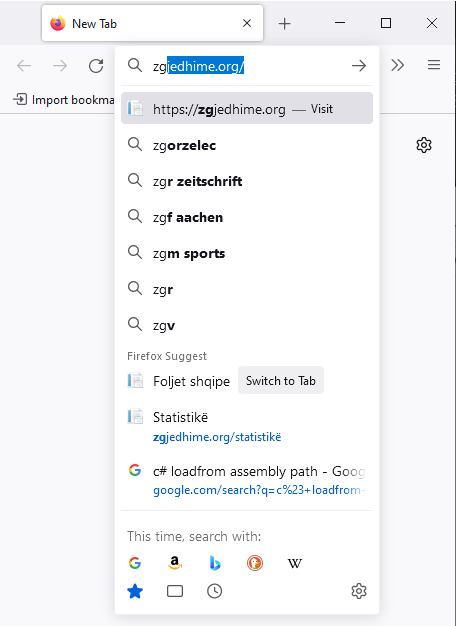 New Tab
zgjedhime.org/
Import bookma
https://zgjedhime.org — Visit
zgorzelec
zgr zeitschrift
zgf aachen
zgm sports
zgr
zgv
Firefox Suggest
Foljet shqipe Switch to Tab
Statistikë
zgjedhime.org/statistikë
c# loadfrom assembly path - Goog
google.com/search?q=c%23+loadfrom+
This time, search with: